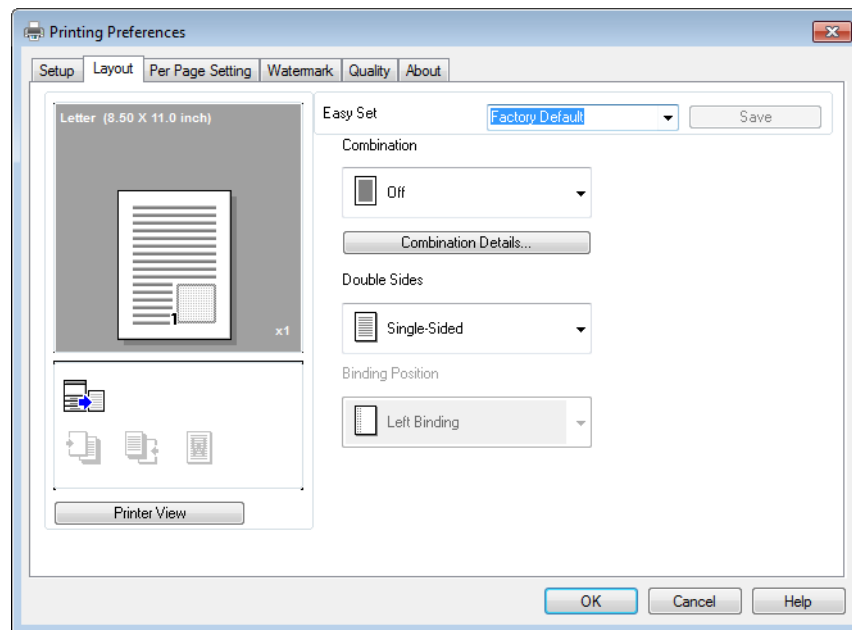 Printing Preferences
Setup Layout Per Page Setting Watermark Quality About
Letter (8.50 X 11.0 inch)
1
x1
Printer View
Easy Set Factory Default Save
Combination
Off
Combination Details...
Double Sides
Single-Sided
Binding Position
Left Binding
OK Cancel Help